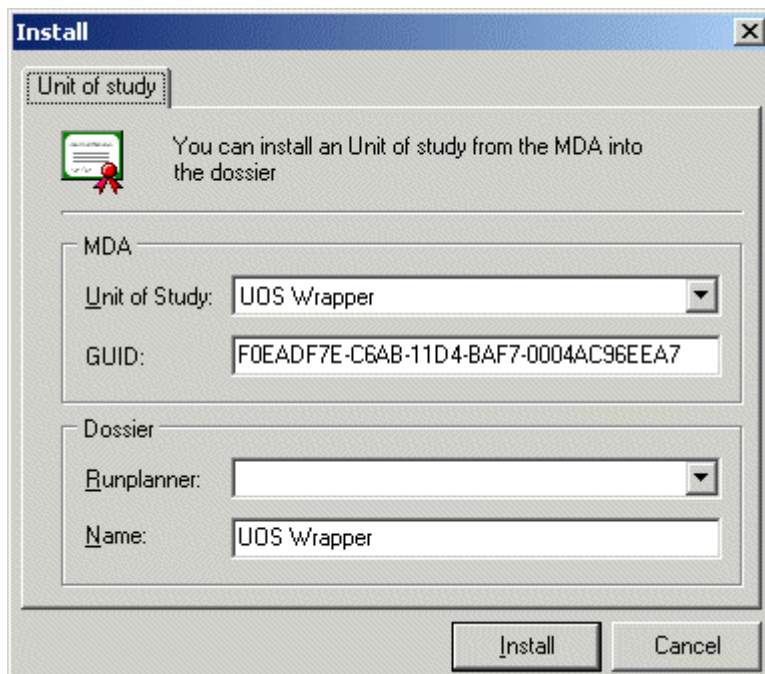 Install
Unit of study
You can install an Unit of study from the MDA into
the dossier
MDA
Unit of Study: UOS Wrapper
GUID: F0EADF7E-C6AB-11D4-BAF7-0004AC96EEA7
Dossier
Runplanner:
Name: UOS Wrapper
Install Cancel